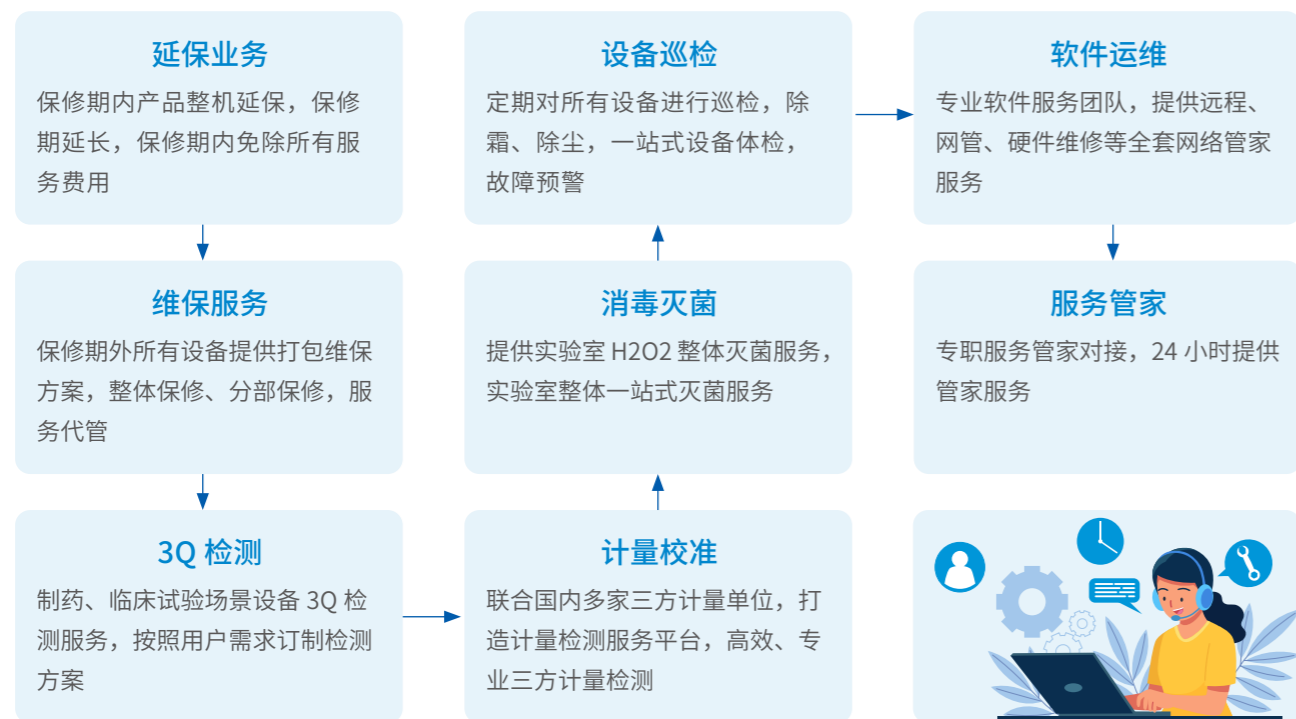 延保业务
保修期内产品整机延保，保修
期延长，保修期内免除所有服
务费用
维保服务
保修期外所有设备提供打包维保
方案，整体保修、分部保修，服
务代管
3Q 检测
制药、临床试验场景设备 3Q 检
测服务，按照用户需求订制检测
方案
计量校准
联合国内多家三方计量单位，打
造计量检测服务平台，高效、专
业三方计量检测
消毒灭菌
提供实验室 H2O2 整体灭菌服务，
实验室整体一站式灭菌服务
设备巡检
定期对所有设备进行巡检，除
霜、除尘，一站式设备体检，
故障预警
软件运维
专业软件服务团队，提供远程、
网管、硬件维修等全套网络管家
服务
服务管家
专职服务管家对接，24 小时提供
管家服务